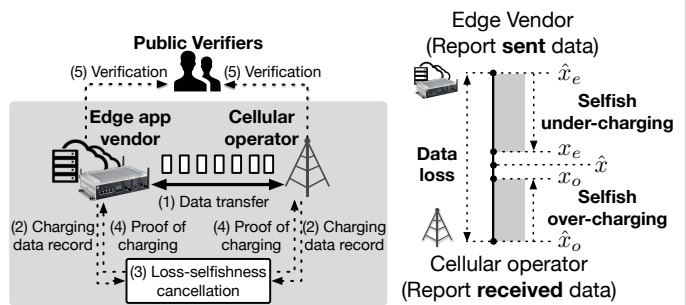 Public Verifiers
(5) Verification
(5) Verification
Edge app
vendor
Cellular
operator
(1) Data transfer
(2) Charging
data record
(4) Proof of
charging
(4) Proof of
charging
(2) Charging
data record
(3) Loss-selfishness
cancellation
Edge Vendor
(Report sent data)
x̂ₑ
Selfish
under-charging
xₑ
Data
loss
x̂
xₒ
Selfish
over-charging
x̂ₒ
Cellular operator
(Report received data)